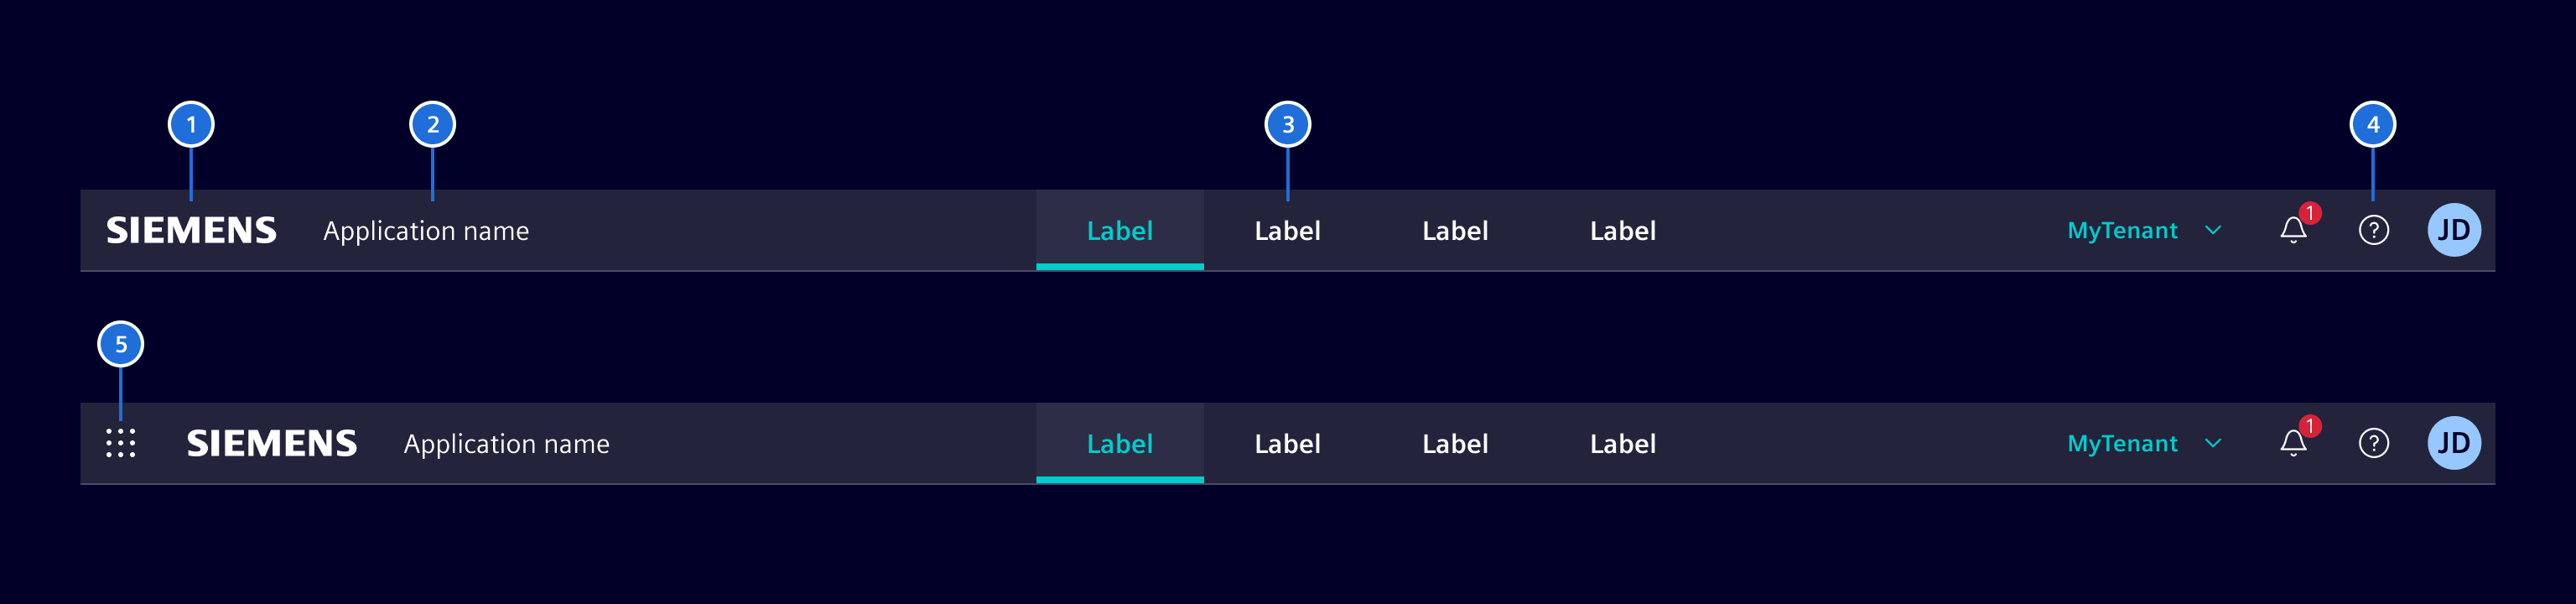 1 2 3 4
SIEMENS Application name Label Label Label Label MyTenant 1 ? JD
5
SIEMENS Application name Label Label Label Label MyTenant 1 ? JD